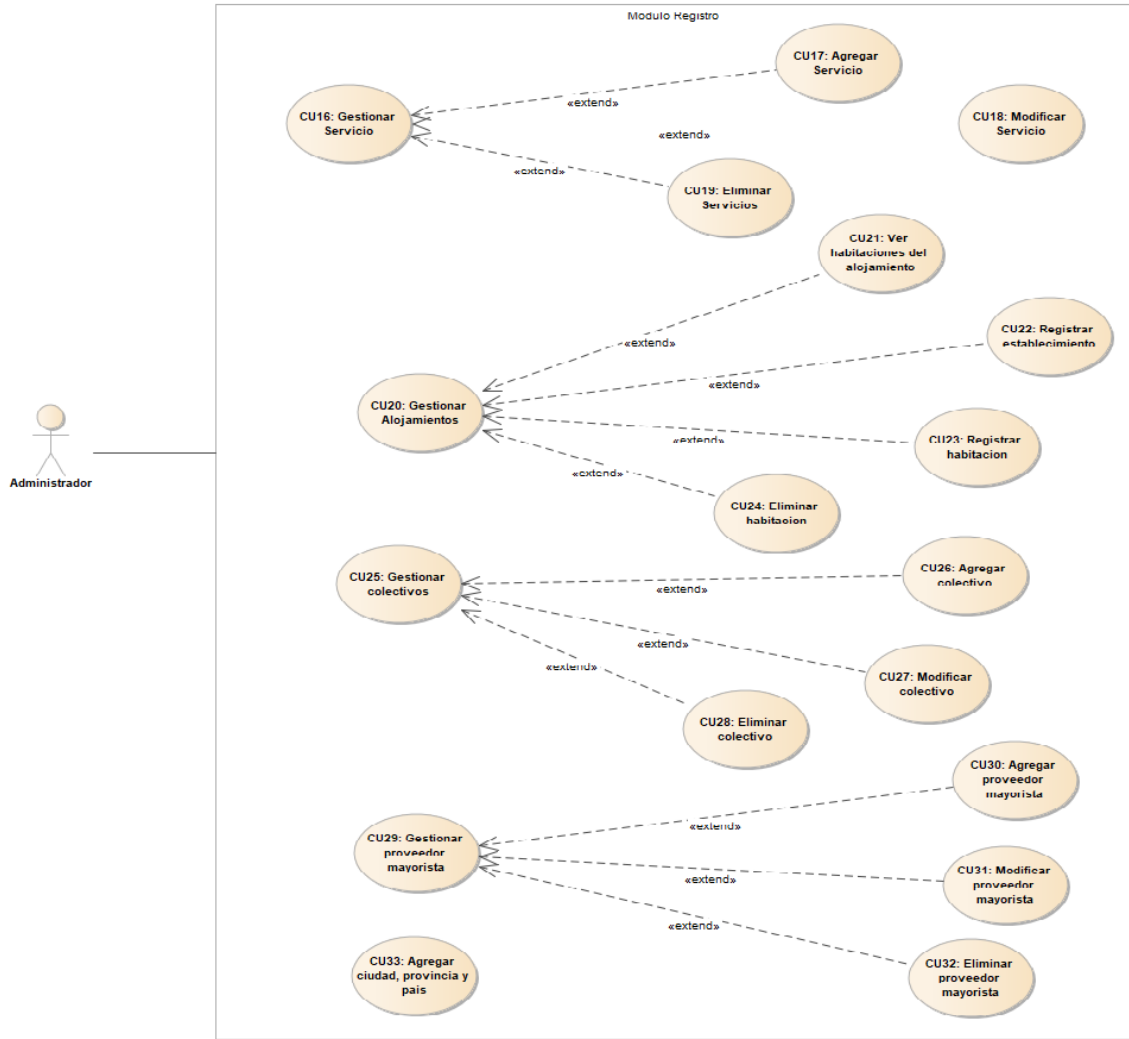 Modulo Registro
CU17: Agregar
Servicio
CU16: Gestionar
Servicio
«extend»
CU18: Modificar
Servicio
«extend»
«extend»
CU19: Eliminar
Servicios
CU21: Ver
habitaciones del
alojamiento
CU22: Registrar
establecimiento
«extend»
«extend»
CU20: Gestionar
Alojamientos
CU23: Registrar
habitacion
«extend»
«extend»
CU24: Eliminar
habitacion
Administrador
CU25: Gestionar
colectivos
CU26: Agregar
colectivo
«extend»
«extend»
CU27: Modificar
colectivo
«extend»
CU28: Eliminar
colectivo
CU30: Agregar
proveedor
mayorista
«extend»
CU29: Gestionar
proveedor
mayorista
CU31: Modificar
proveedor
mayorista
«extend»
«extend»
CU33: Agregar
ciudad, provincia y
pais
CU32: Eliminar
proveedor
mayorista